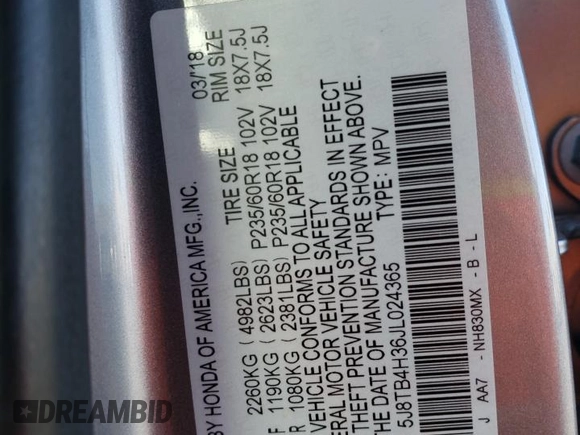 BY HONDA OF AMERICA MFG.,INC. 03/'18
TIRE SIZE RIM SIZE
2260KG ( 4982LBS)
F 1190KG ( 2623LBS) P235/60R18 102V 18X7.5J
R 1080KG ( 2381LBS) P235/60R18 102V 18X7.5J
VEHICLE CONFORMS TO ALL APPLICABLE
MOTOR VEHICLE SAFETY
THEFT PREVENTION STANDARDS IN EFFECT
THE DATE OF MANUFACTURE SHOWN ABOVE.
5J8TB4H36JL024365 TYPE: MPV
J AA7 - NH830MX - B - L
DREAMBID